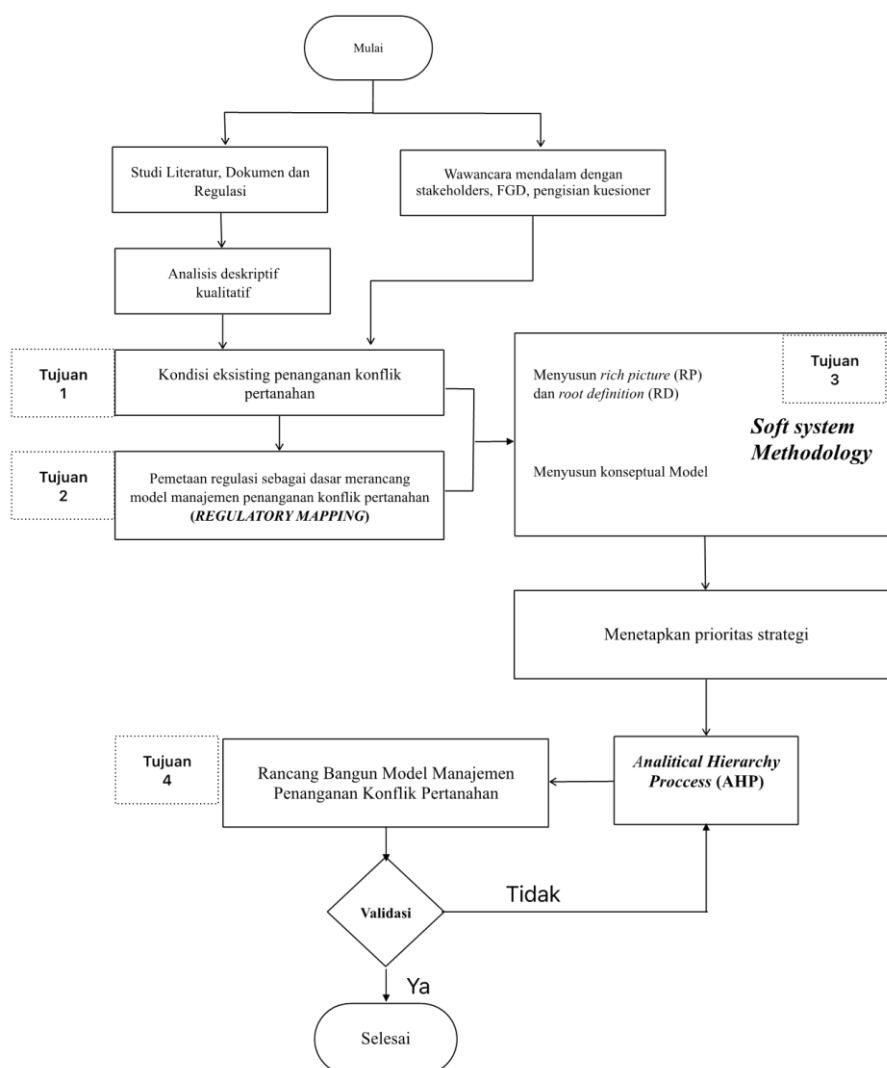 Mulai
Studi Literatur, Dokumen dan
Regulasi
Wawancara mendalam dengan
stakeholders, FGD, pengisian kuesioner
Analisis deskriptif
kualitatif
Tujuan
1
Kondisi eksisting penanganan konflik
pertanahan
Tujuan
2
Pemetaan regulasi sebagai dasar merancang
model manajemen penanganan konflik pertanahan
(REGULATORY MAPPING)
Tujuan
3
Menyusun rich picture (RP)
dan root definition (RD)
Soft system
Methodology
Menyusun konseptual Model
Menetapkan prioritas strategi
Analitical Hierarchy
Proccess (AHP)
Tujuan
4
Rancang Bangun Model Manajemen
Penanganan Konflik Pertanahan
Validasi
Tidak
Ya
Selesai